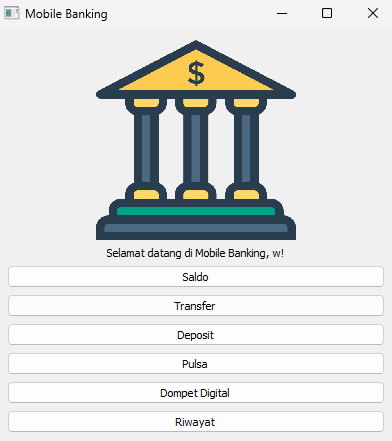 Mobile Banking
$
Selamat datang di Mobile Banking, w!
Saldo
Transfer
Deposit
Pulsa
Dompet Digital
Riwayat